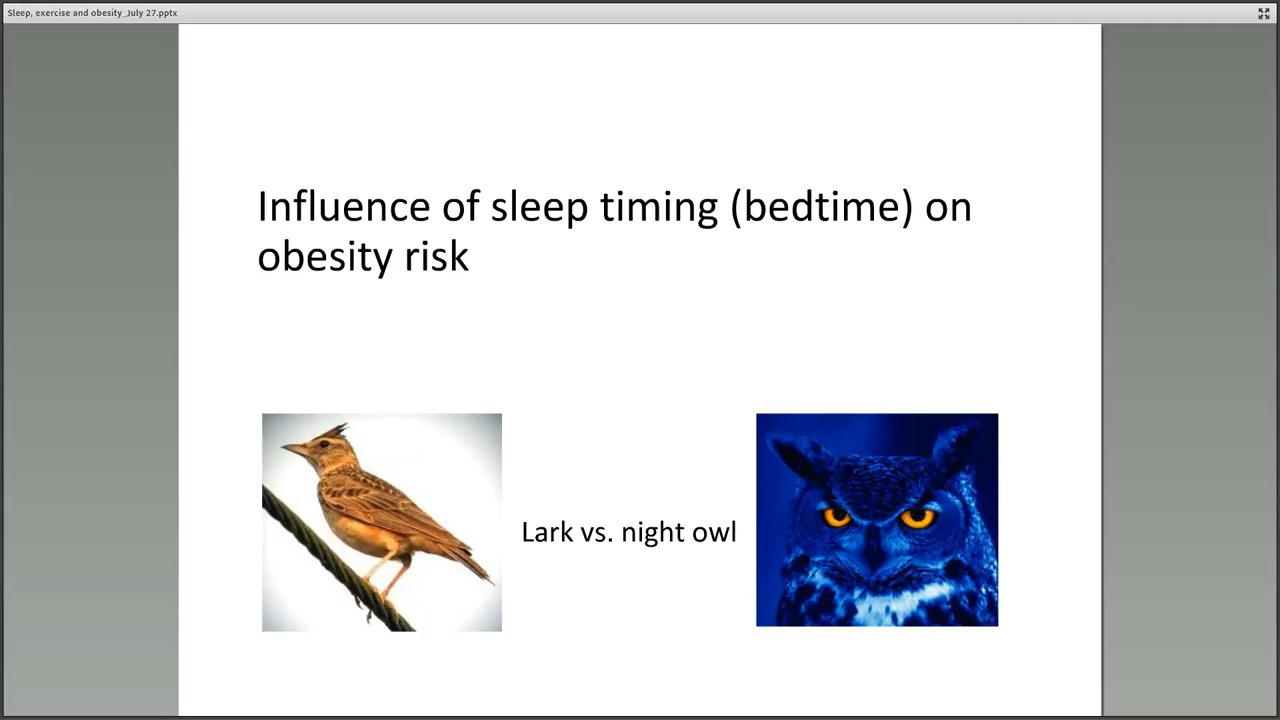 Sleep, exercise and obesity_July 27.pptx
Influence of sleep timing (bedtime) on
obesity risk
Lark vs. night owl